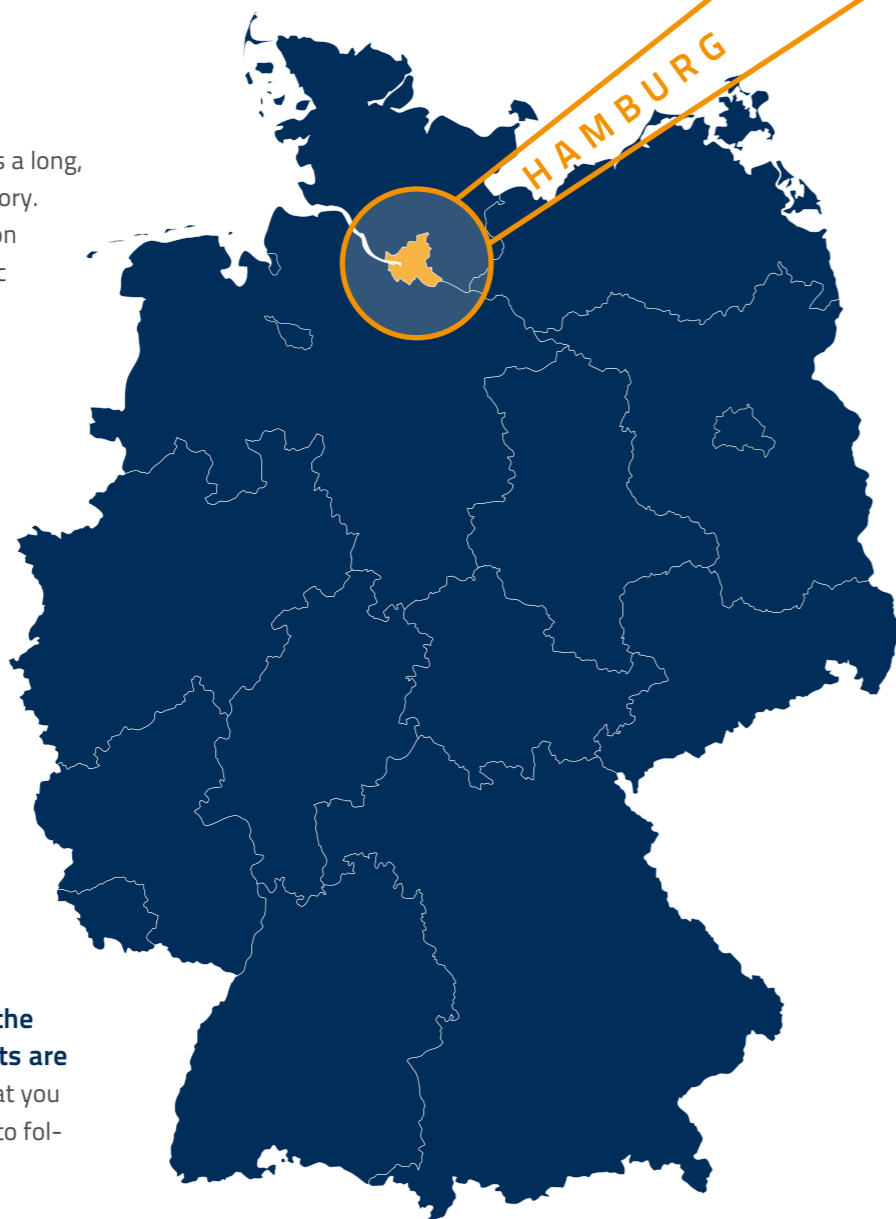 HAMBURG
s a long,
ory.
on
c
the
ts are
at you
to fol-